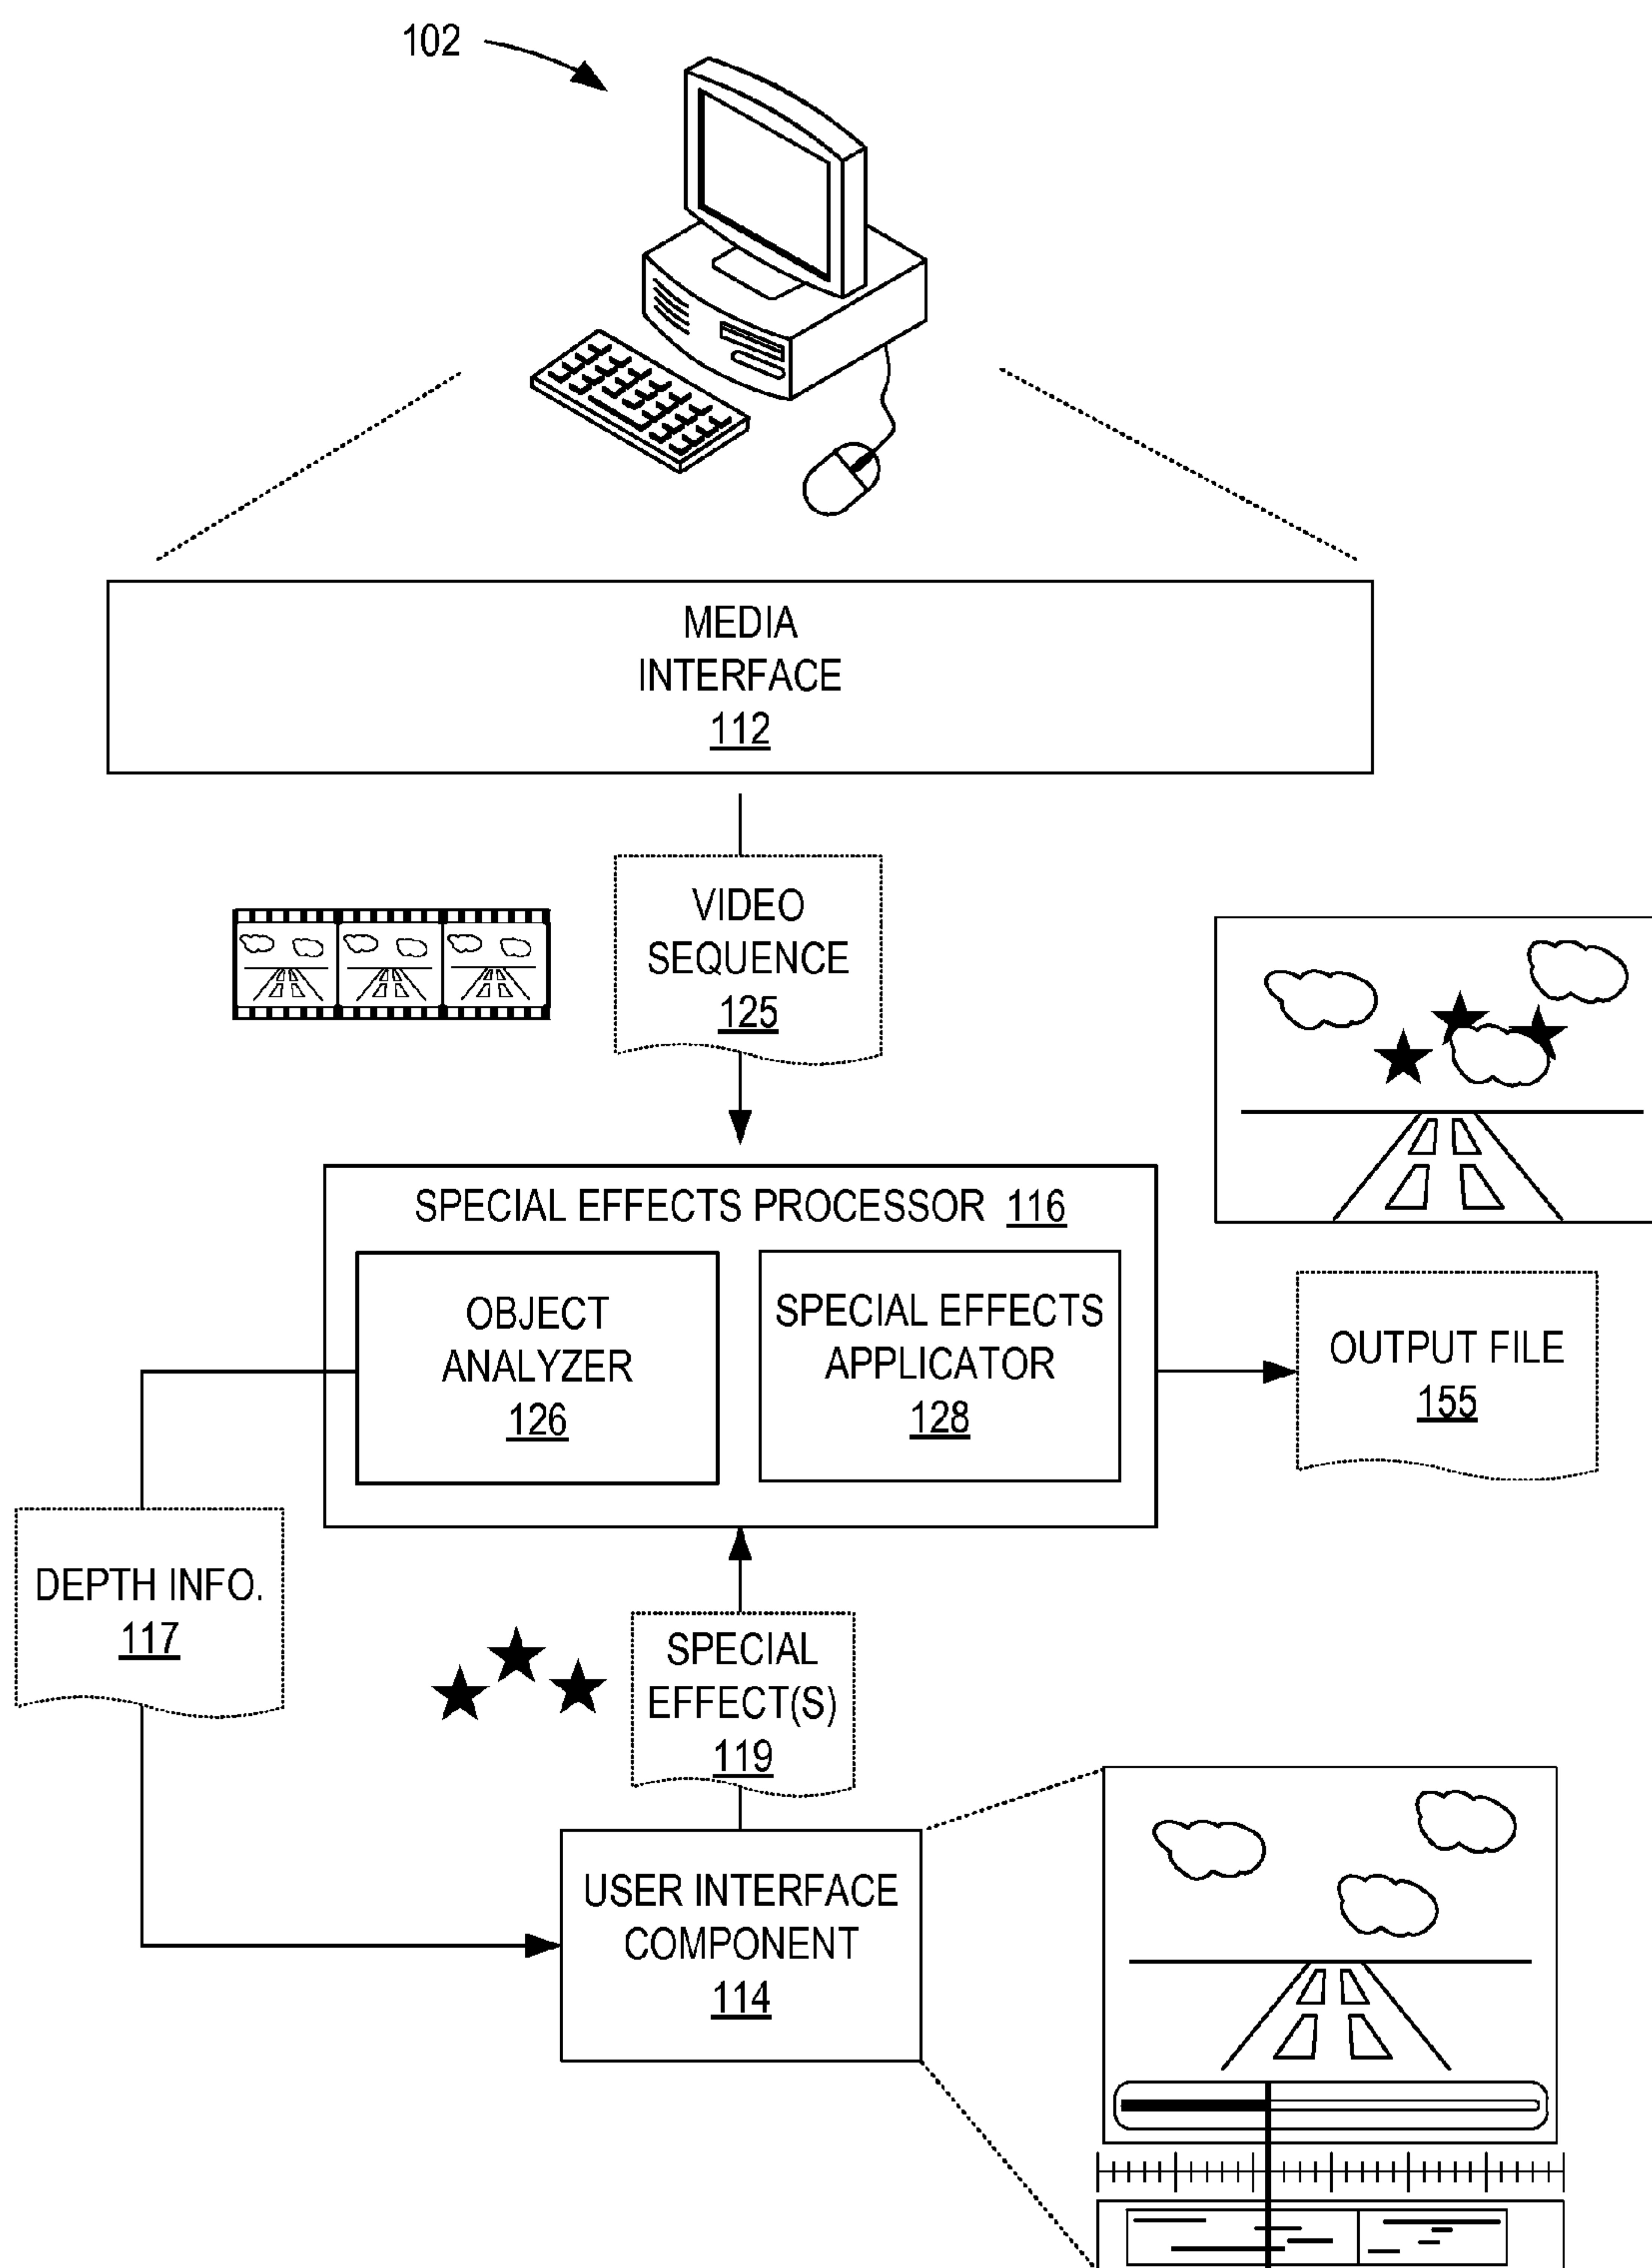 102
MEDIA
INTERFACE
112
VIDEO
SEQUENCE
125
SPECIAL EFFECTS PROCESSOR 116
OBJECT
ANALYZER
126
SPECIAL EFFECTS
APPLICATOR
128
OUTPUT FILE
155
DEPTH INFO.
117
SPECIAL
EFFECT(S)
119
USER INTERFACE
COMPONENT
114